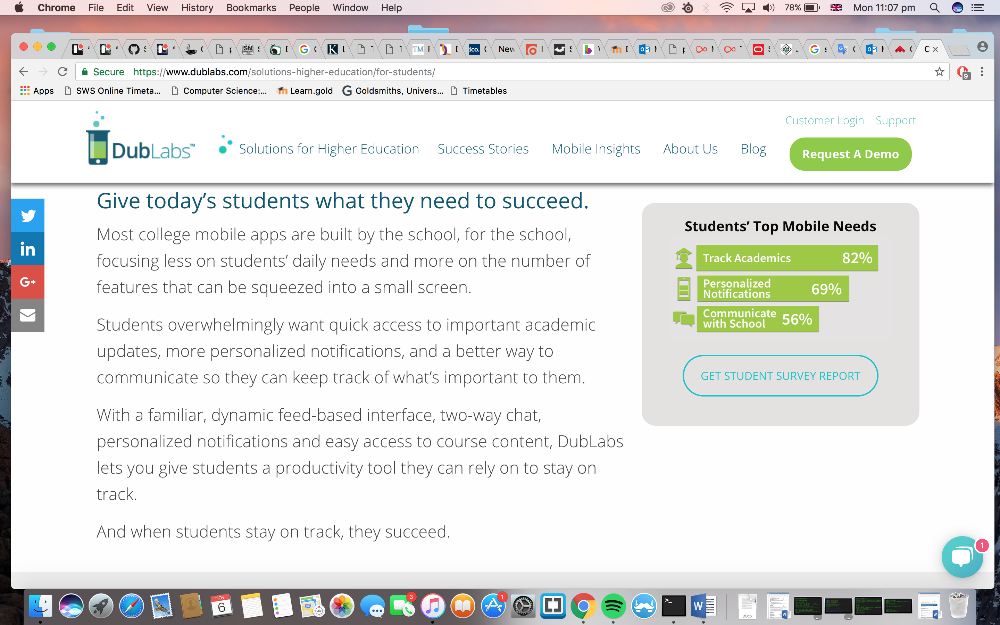 Chrome File Edit View History Bookmarks People Window Help 78% Mon 11:07 pm
SN K TM ico. New
Secure https://www.dublabs.com/solutions-higher-education/for-students/ 9
Apps SWS Online Timeta... Computer Science:... Learn.gold Goldsmiths, Univers... Timetables
Customer Login Support
DubLabs™ Solutions for Higher Education Success Stories Mobile Insights About Us Blog Request A Demo
Give today’s students what they need to succeed.
Most college mobile apps are built by the school, for the school,
focusing less on students’ daily needs and more on the number of
features that can be squeezed into a small screen.
Students overwhelmingly want quick access to important academic
updates, more personalized notifications, and a better way to
communicate so they can keep track of what’s important to them.
With a familiar, dynamic feed-based interface, two-way chat,
personalized notifications and easy access to course content, DubLabs
lets you give students a productivity tool they can rely on to stay on
track.
And when students stay on track, they succeed.
in
G+
Students’ Top Mobile Needs
Track Academics 82%
Personalized
Notifications 69%
Communicate
with School 56%
GET STUDENT SURVEY REPORT
1
NOV
6
280
3D
3
1
W
DOCX